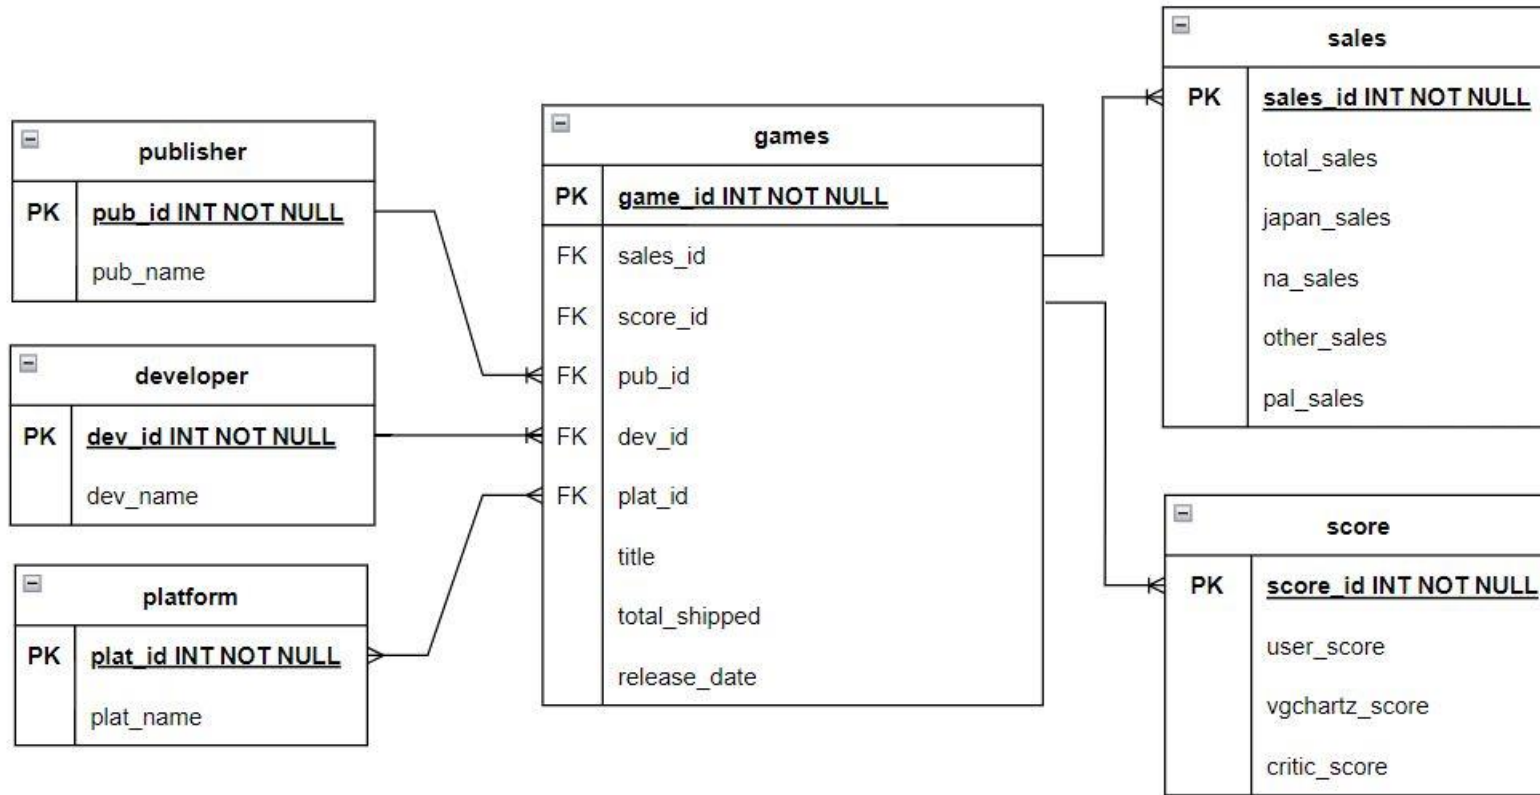 publisher
PK pub_id INT NOT NULL
pub_name
developer
PK dev_id INT NOT NULL
dev_name
platform
PK plat_id INT NOT NULL
plat_name
games
PK game_id INT NOT NULL
FK sales_id
FK score_id
FK pub_id
FK dev_id
FK plat_id
title
total_shipped
release_date
sales
PK sales_id INT NOT NULL
total_sales
japan_sales
na_sales
other_sales
pal_sales
score
PK score_id INT NOT NULL
user_score
vgchartz_score
critic_score